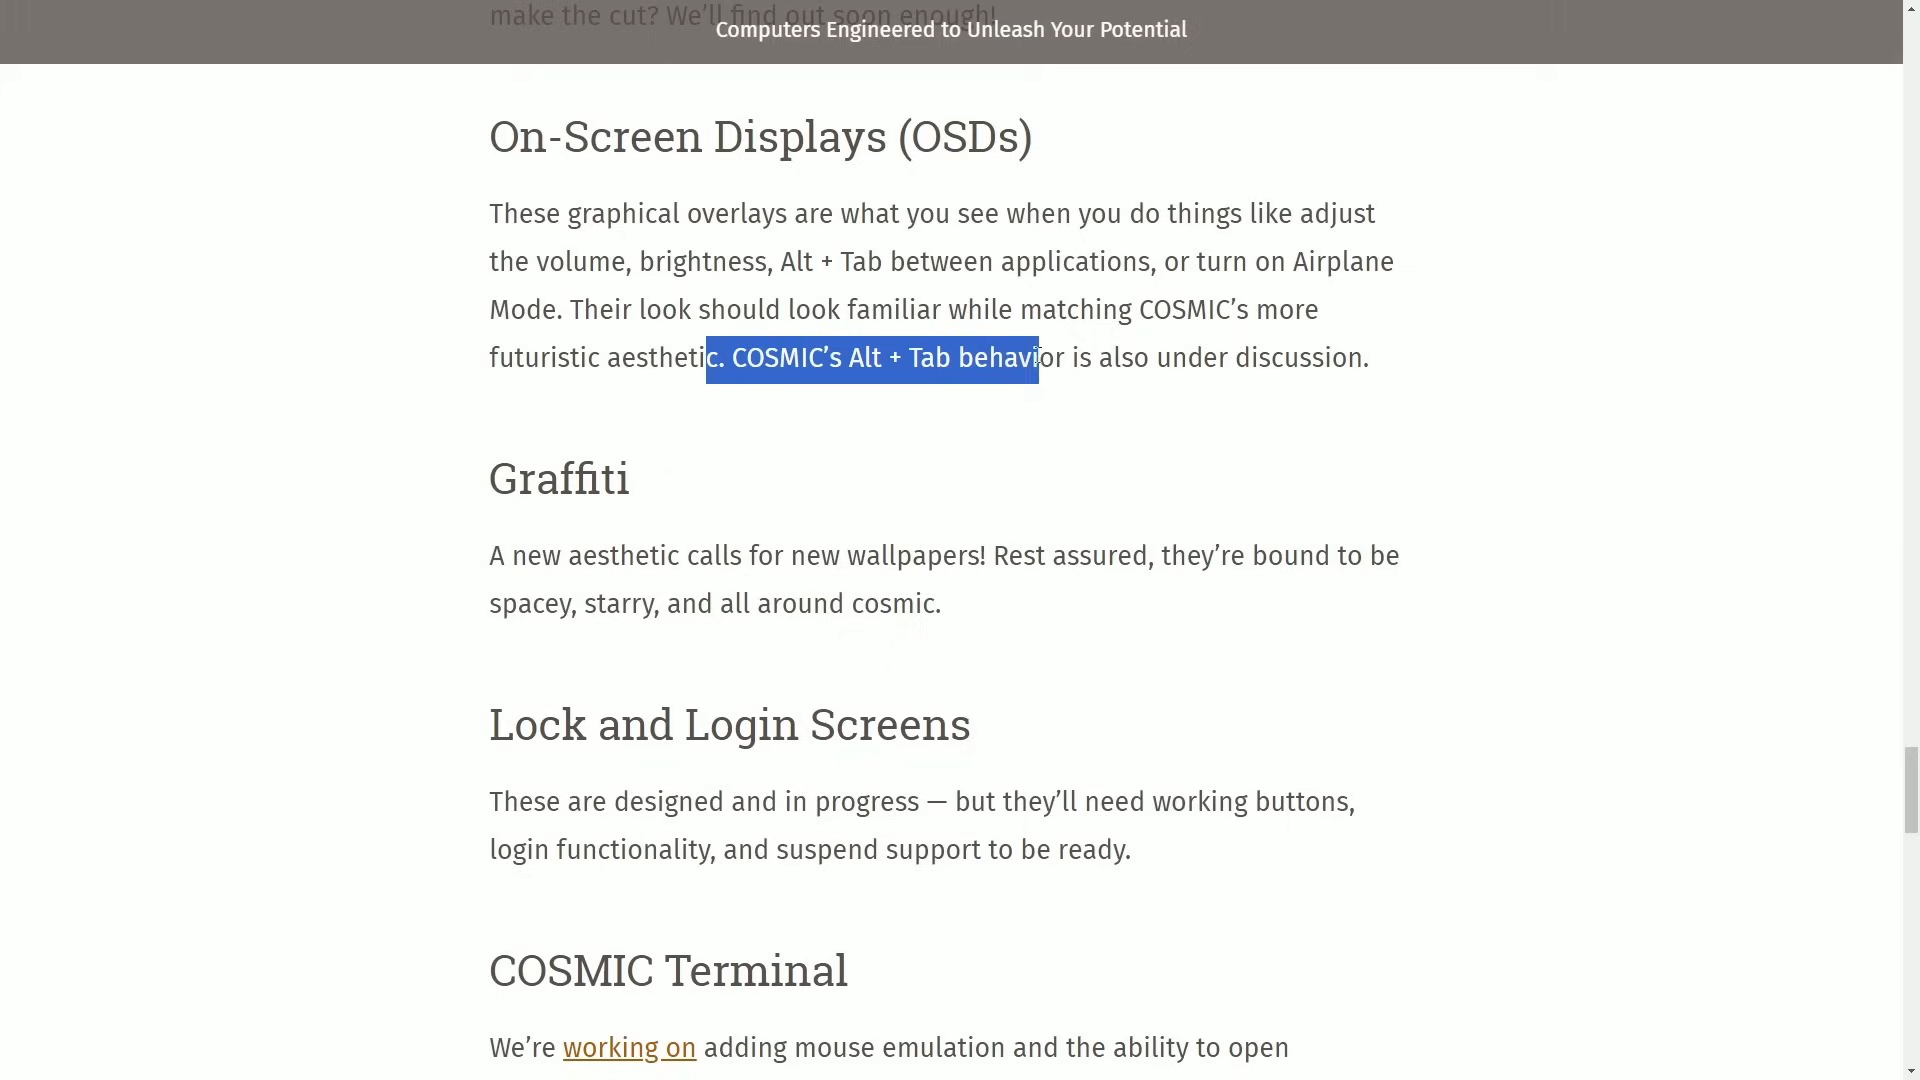 make the cut? We’ll find out soon enough!
Computers Engineered to Unleash Your Potential
On-Screen Displays (OSDs)
These graphical overlays are what you see when you do things like adjust
the volume, brightness, Alt + Tab between applications, or turn on Airplane
Mode. Their look should look familiar while matching COSMIC’s more
futuristic aesthetic. COSMIC’s Alt + Tab behavior is also under discussion.
Graffiti
A new aesthetic calls for new wallpapers! Rest assured, they’re bound to be
spacey, starry, and all around cosmic.
Lock and Login Screens
These are designed and in progress — but they’ll need working buttons,
login functionality, and suspend support to be ready.
COSMIC Terminal
We’re working on adding mouse emulation and the ability to open